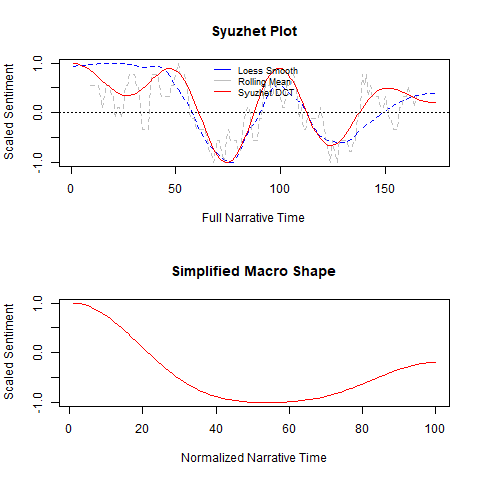 Syuzhet Plot
Scaled Sentiment
1.0
0.0
-1.0
Loess Smooth
Rolling Mean
Syuzhet DCT
0 50 100 150
Full Narrative Time
Simplified Macro Shape
Scaled Sentiment
1.0
0.0
-1.0
0 20 40 60 80 100
Normalized Narrative Time